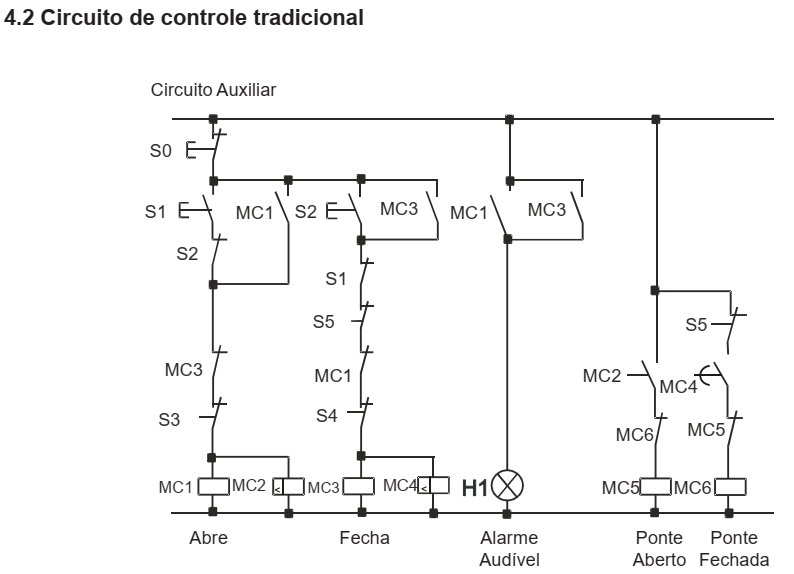 4.2 Circuito de controle tradicional
Circuito Auxiliar
S0
S1 MC1 S2 MC3 MC1 MC3
S2
S1
S5 S5
MC3 MC1 MC2 MC4
S3 S4 MC6 MC5
MC1 MC2 MC3 MC4 H1 MC5 MC6
Abre Fecha Alarme Ponte Ponte
Audível Aberto Fechada